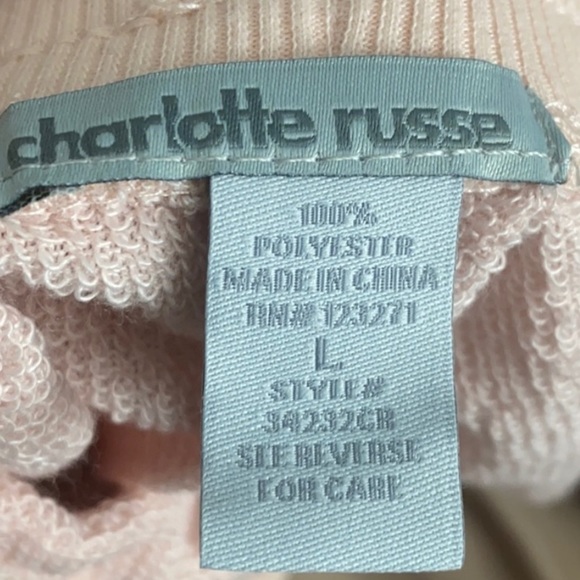 charlotte russe
100%
POLYESTER
MADE IN CHINA
RN# 123271
L
STYLE#
34232CR
SEE REVERSE
FOR CARE